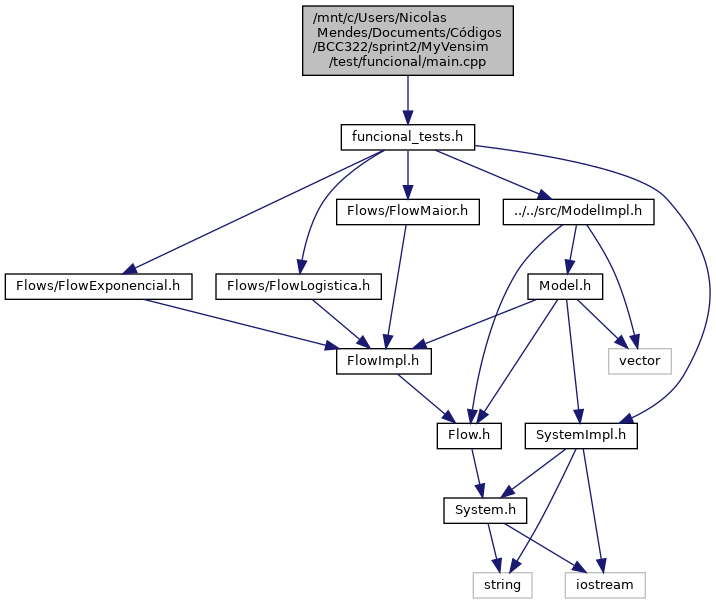 /mnt/c/Users/Nicolas
Mendes/Documents/Códigos
/BCC322/sprint2/MyVensim
/test/funcional/main.cpp
funcional_tests.h
Flows/FlowMaior.h
../../src/ModelImpl.h
Flows/FlowExponencial.h
Flows/FlowLogistica.h
Model.h
FlowImpl.h
vector
Flow.h
SystemImpl.h
System.h
string
iostream